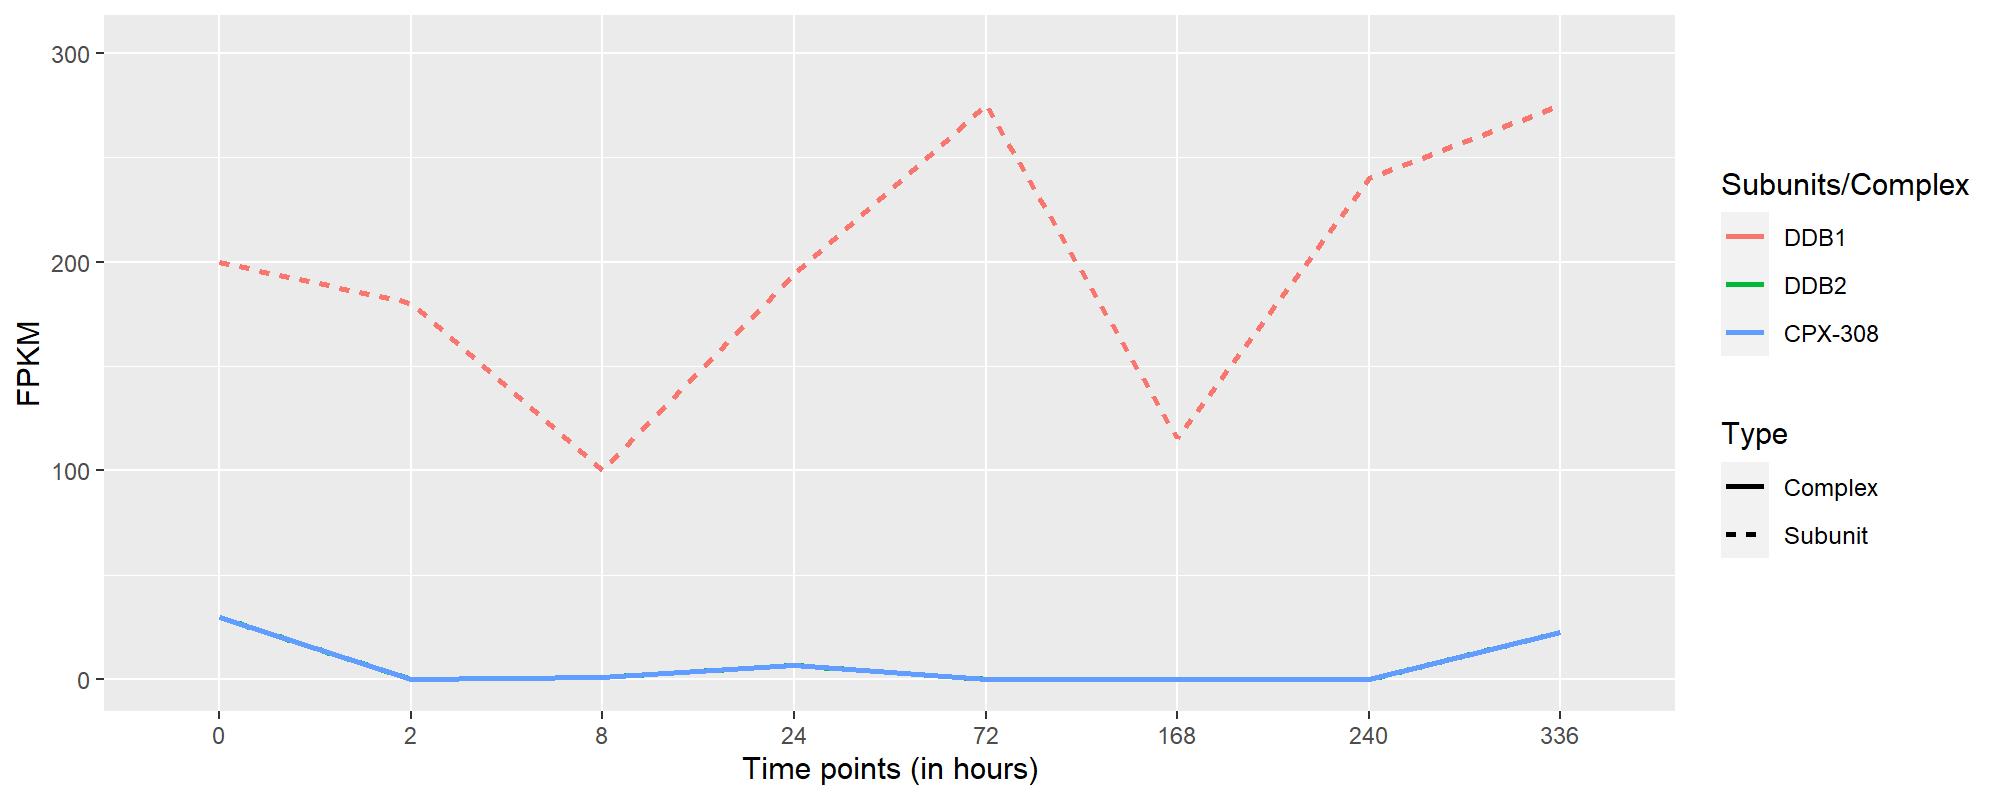 300
200
100
0
FPKM
0 2 8 24 72 168 240 336
Time points (in hours)
Subunits/Complex
DDB1
DDB2
CPX-308
Type
Complex
Subunit